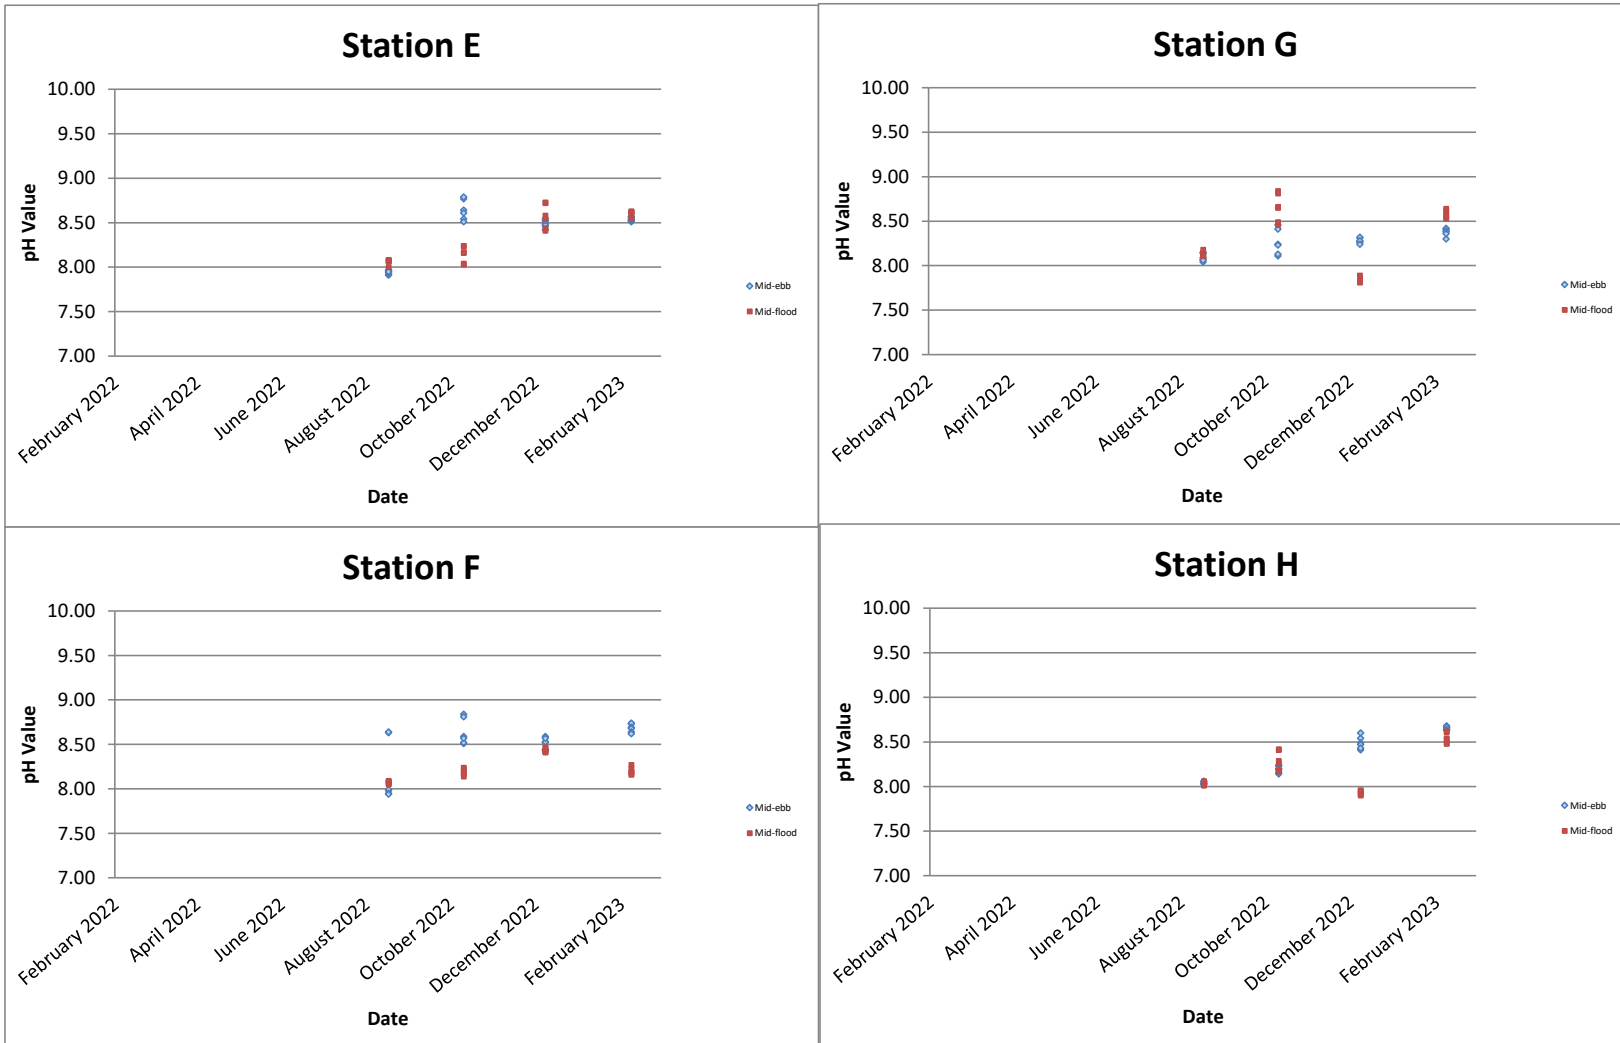 Station E
pH Value
10.00
9.50
9.00
8.50
8.00
7.50
7.00
February 2022
April 2022
June 2022
August 2022
October 2022
December 2022
February 2023
Date
Mid-ebb
Mid-flood
Station G
pH Value
10.00
9.50
9.00
8.50
8.00
7.50
7.00
February 2022
April 2022
June 2022
August 2022
October 2022
December 2022
February 2023
Date
Mid-ebb
Mid-flood
Station F
pH Value
10.00
9.50
9.00
8.50
8.00
7.50
7.00
February 2022
April 2022
June 2022
August 2022
October 2022
December 2022
February 2023
Date
Mid-ebb
Mid-flood
Station H
pH Value
10.00
9.50
9.00
8.50
8.00
7.50
7.00
February 2022
April 2022
June 2022
August 2022
October 2022
December 2022
February 2023
Date
Mid-ebb
Mid-flood